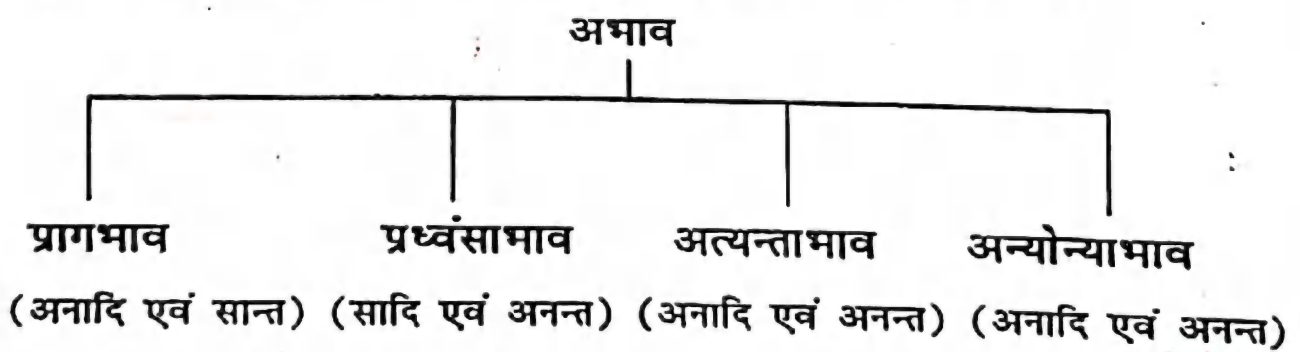 अभाव
प्रागभाव प्रध्वंसाभाव अत्यन्ताभाव अन्योन्याभाव
(अनादि एवं सान्त) (सादि एवं अनन्त) (अनादि एवं अनन्त) (अनादि एवं अनन्त)